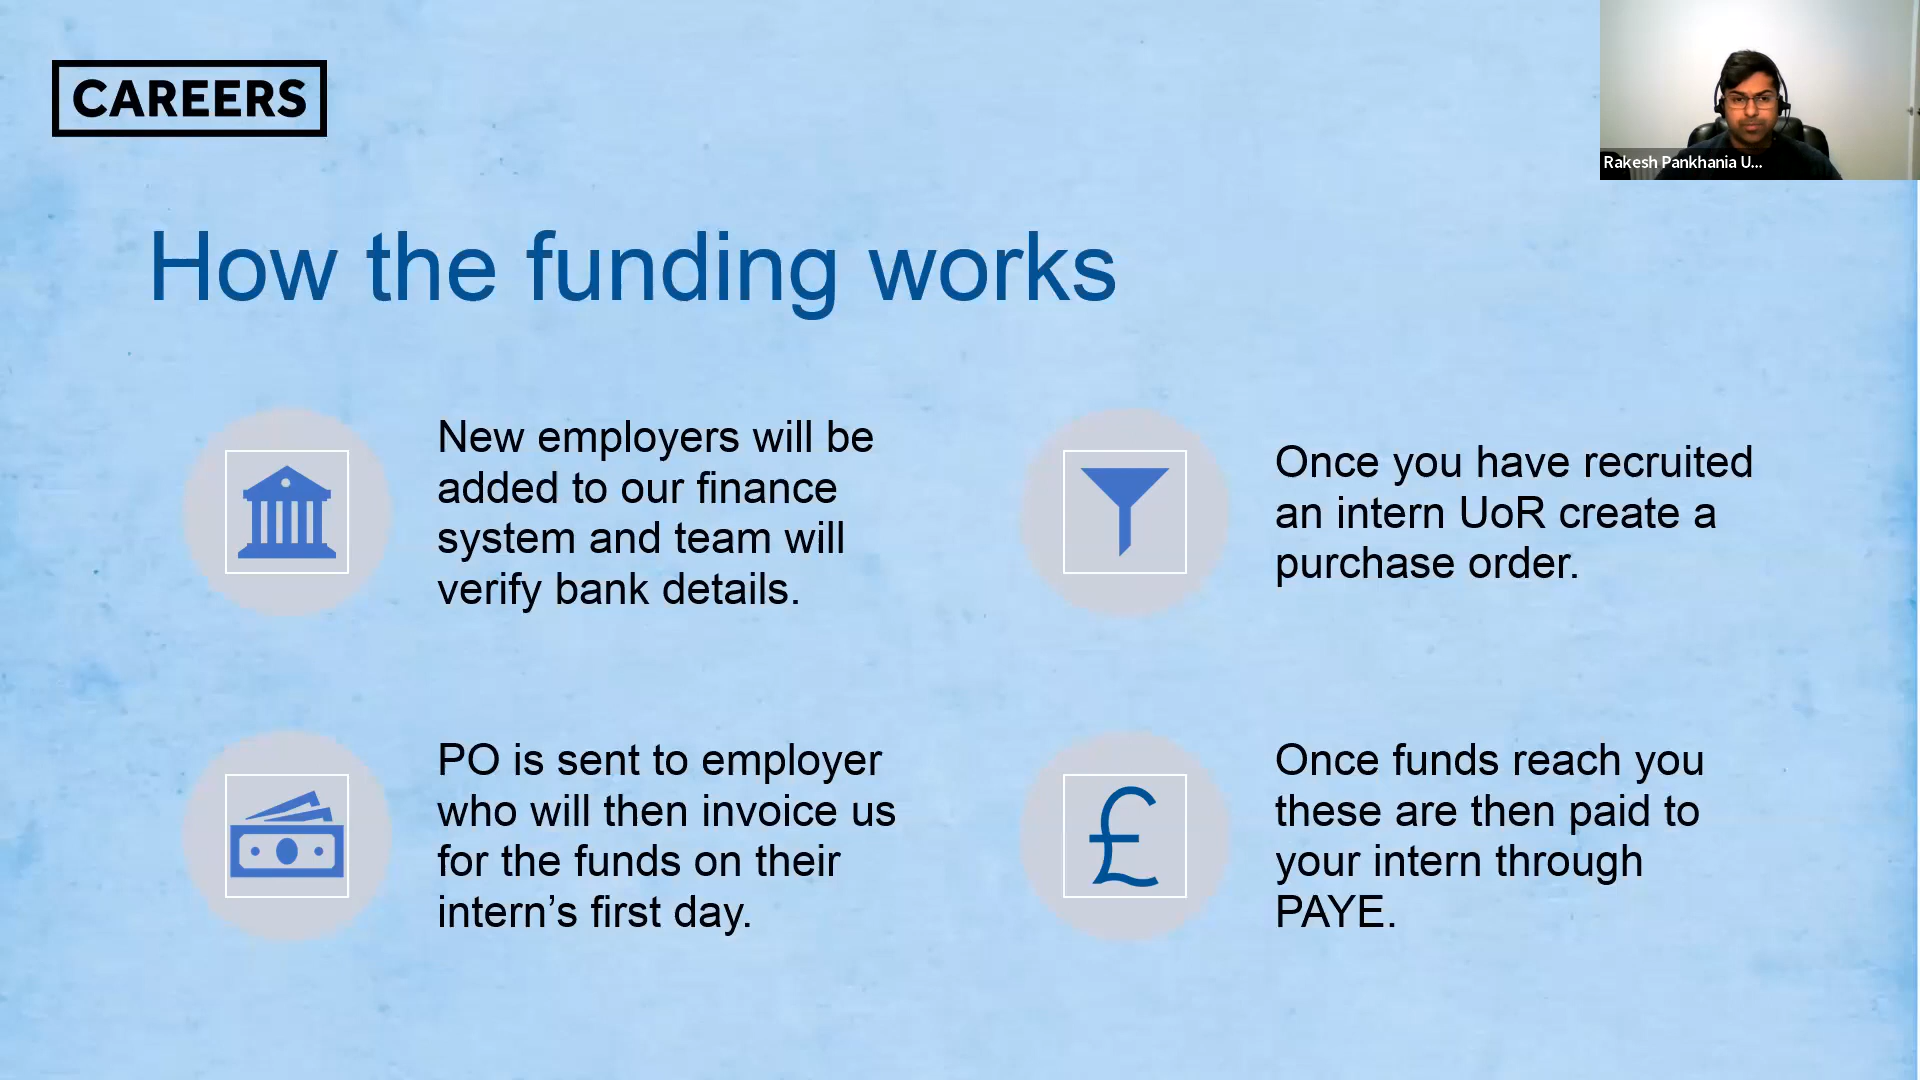 CAREERS
Rakesh Pankhania U...
How the funding works
New employers will be
added to our finance
system and team will
verify bank details.
Once you have recruited
an intern UoR create a
purchase order.
PO is sent to employer
who will then invoice us
for the funds on their
intern’s first day.
£
Once funds reach you
these are then paid to
your intern through
PAYE.